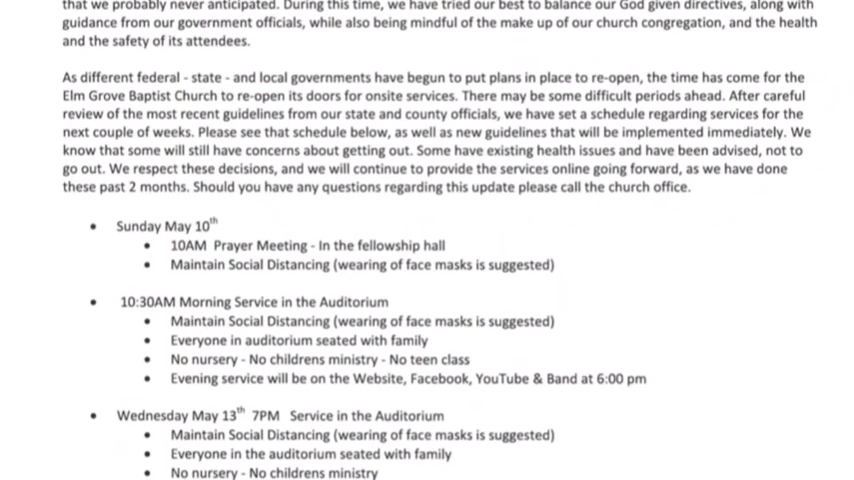 that we probably never anticipated. During this time, we have tried our best to balance our God given directives, along with
guidance from our government officials, while also being mindful of the make up of our church congregation, and the health
and the safety of its attendees.
As different federal - state - and local governments have begun to put plans in place to re-open, the time has come for the
Elm Grove Baptist Church to re-open its doors for onsite services. There may be some difficult periods ahead. After careful
review of the most recent guidelines from our state and county officials, we have set a schedule regarding services for the
next couple of weeks. Please see that schedule below, as well as new guidelines that will be implemented immediately. We
know that some will still have concerns about getting out. Some have existing health issues and have been advised, not to
go out. We respect these decisions, and we will continue to provide the services online going forward, as we have done
these past 2 months. Should you have any questions regarding this update please call the church office.
• Sunday May 10th
• 10AM Prayer Meeting - In the fellowship hall
• Maintain Social Distancing (wearing of face masks is suggested)
• 10:30AM Morning Service in the Auditorium
• Maintain Social Distancing (wearing of face masks is suggested)
• Everyone in auditorium seated with family
• No nursery - No childrens ministry - No teen class
• Evening service will be on the Website, Facebook, YouTube & Band at 6:00 pm
• Wednesday May 13th 7PM Service in the Auditorium
• Maintain Social Distancing (wearing of face masks is suggested)
• Everyone in the auditorium seated with family
• No nursery - No childrens ministry